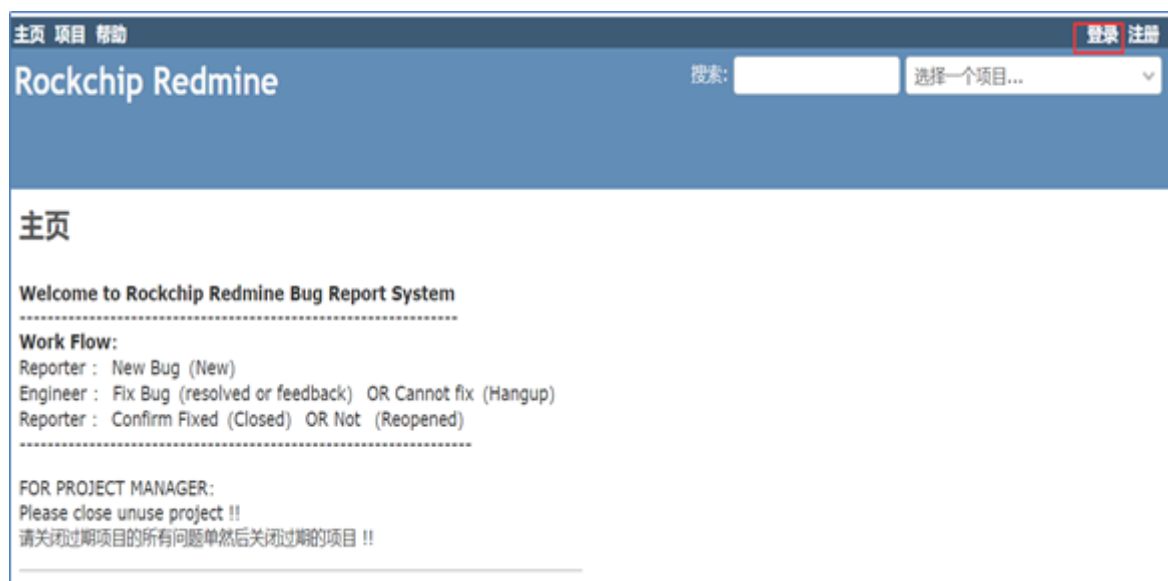 主页 项目 帮助 登录 注册
Rockchip Redmine 搜索: 选择一个项目...
主页
Welcome to Rockchip Redmine Bug Report System
--------------------------------------------------------------
Work Flow:
Reporter : New Bug (New)
Engineer : Fix Bug (resolved or feedback) OR Cannot fix (Hangup)
Reporter : Confirm Fixed (Closed) OR Not (Reopened)
----------------------------------------------------------------
FOR PROJECT MANAGER:
Please close unuse project !!
请关闭过期项目的所有问题单然后关闭过期的项目 !!